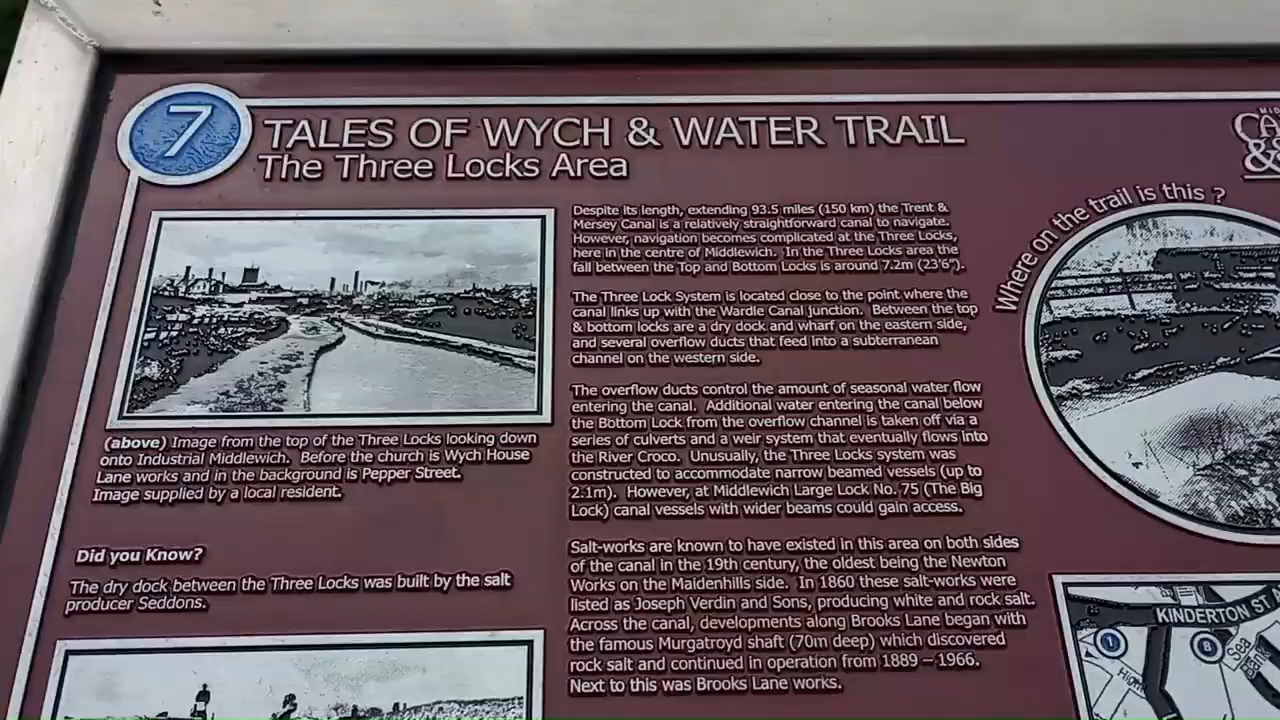 7
TALES OF WYCH & WATER TRAIL
The Three Locks Area
(above) Image from the top of the Three Locks looking down
onto Industrial Middlewich. Before the church is Wych House
Lane works and in the background is Pepper Street.
Image supplied by a local resident.
Did you Know?
The dry dock between the Three Locks was built by the salt
producer Seddons.
Despite its length, extending 93.5 miles (150 km) the Trent &
Mersey Canal is a relatively straightforward canal to navigate.
However, navigation becomes complicated at the Three Locks,
here in the centre of Middlewich. In the Three Locks area the
fall between the Top and Bottom Locks is around 7.2m (23'6").
The Three Lock System is located close to the point where the
canal links up with the Wardle Canal junction. Between the top
& bottom locks are a dry dock and wharf on the eastern side,
and several overflow ducts that feed into a subterranean
channel on the western side.
The overflow ducts control the amount of seasonal water flow
entering the canal. Additional water entering the canal below
the Bottom Lock from the overflow channel is taken off via a
series of culverts and a weir system that eventually flows into
the River Croco. Unusually, the Three Locks system was
constructed to accommodate narrow beamed vessels (up to
2.1m). However, at Middlewich Large Lock No. 75 (The Big
Lock) canal vessels with wider beams could gain access.
Salt-works are known to have existed in this area on both sides
of the canal in the 19th century, the oldest being the Newton
Works on the Maidenhills side. In 1860 these salt-works were
listed as Joseph Verdin and Sons, producing white and rock salt.
Across the canal, developments along Brooks Lane began with
the famous Murgatroyd shaft (70m deep) which discovered
rock salt and continued in operation from 1889 – 1966.
Next to this was Brooks Lane works.
Where on the trail is this ?
KINDERTON ST
1
8